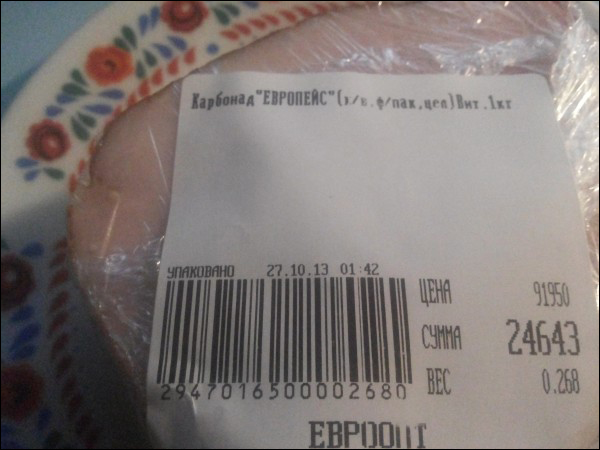 Карбонад"ЕВРОПЕЙС"(з/в.ф/пак,цел)Вит.1кг
УПАКОВАНО 27.10.13 01:42
ЦЕНА 91950
СУММА 24643
ВЕС 0.268
2947016500002680
ЕВРООПТ